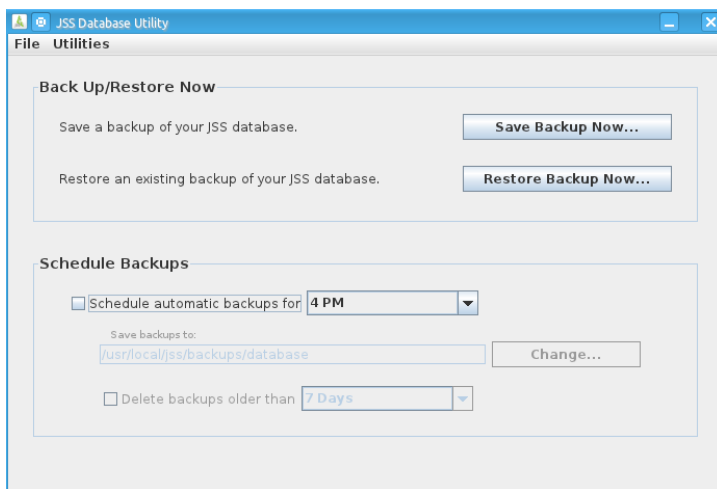 JSS Database Utility
File Utilities
Back Up/Restore Now
Save a backup of your JSS database.
Save Backup Now...
Restore an existing backup of your JSS database.
Restore Backup Now...
Schedule Backups
Schedule automatic backups for 4 PM
Save backups to:
/usr/local/jss/backups/database
Change...
Delete backups older than 7 Days